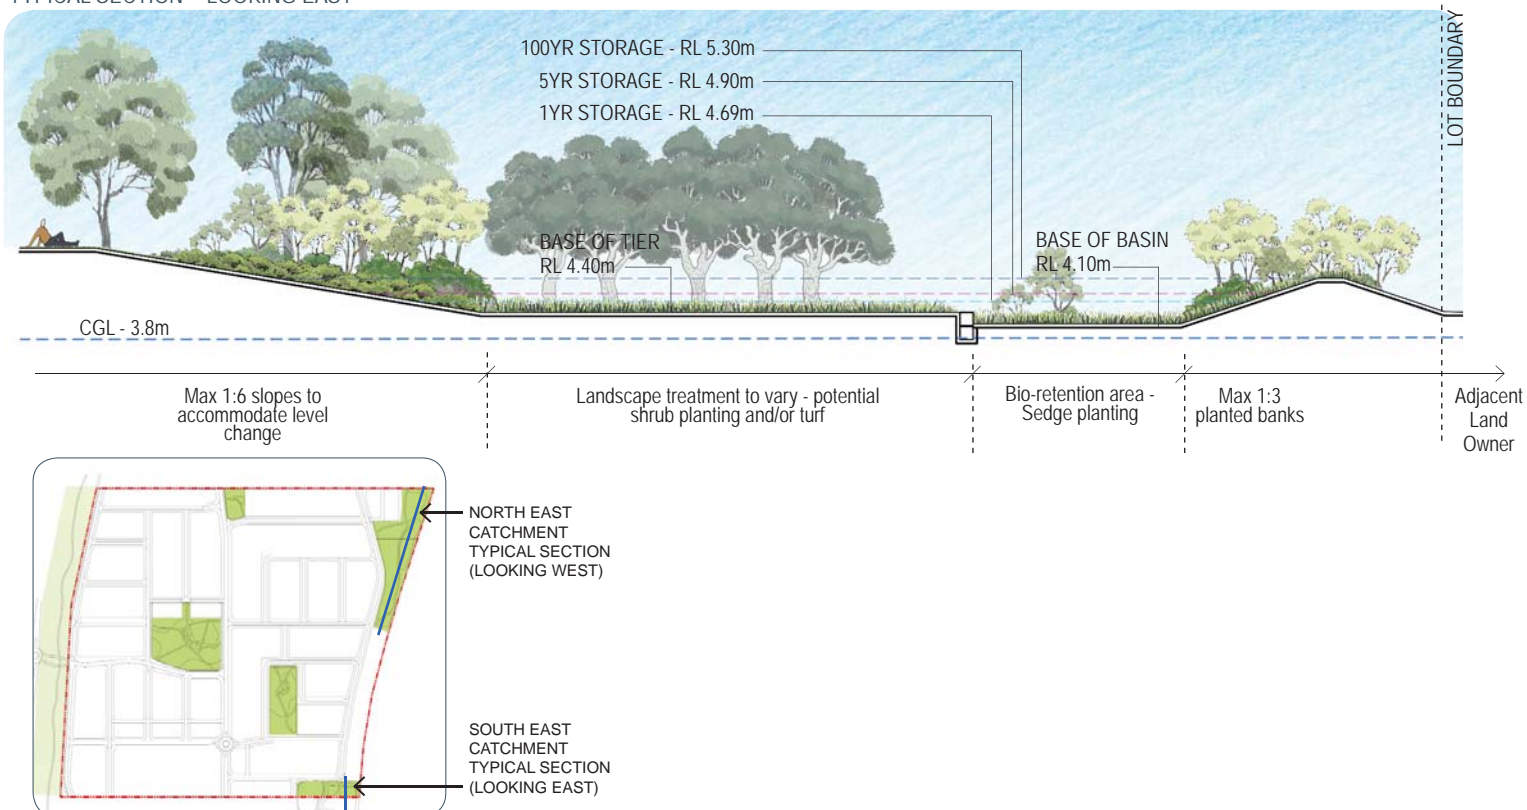 TYPICAL SECTION - LOOKING EAST
100YR STORAGE - RL 5.30m
5YR STORAGE - RL 4.90m
1YR STORAGE - RL 4.69m
LOT BOUNDARY
BASE OF TIER
RL 4.40m
BASE OF BASIN
RL 4.10m
CGL - 3.8m
Max 1:6 slopes to
accommodate level
change
Landscape treatment to vary - potential
shrub planting and/or turf
Bio-retention area -
Sedge planting
Max 1:3
planted banks
Adjacent
Land
Owner
NORTH EAST
CATCHMENT
TYPICAL SECTION
(LOOKING WEST)
SOUTH EAST
CATCHMENT
TYPICAL SECTION
(LOOKING EAST)